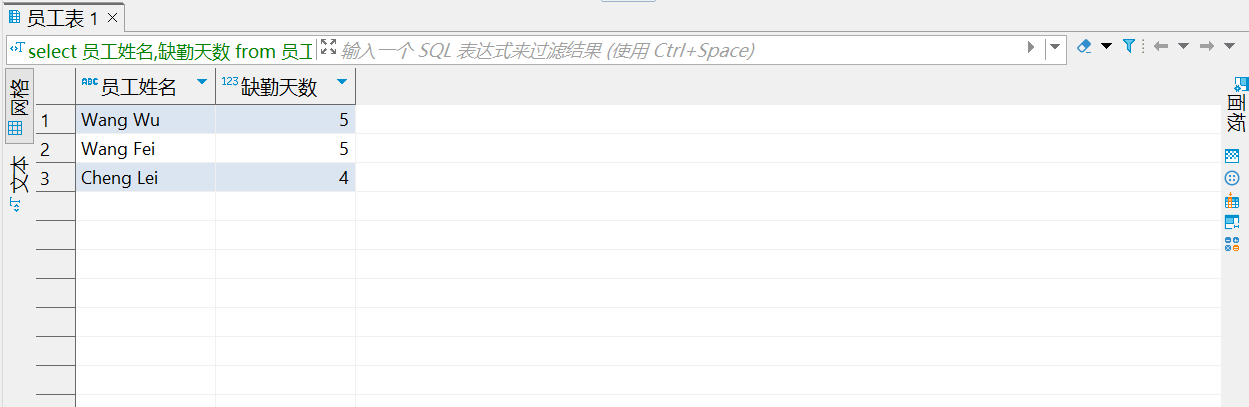 员工表 1
select 员工姓名,缺勤天数 from 员工
输入一个 SQL 表达式来过滤结果 (使用 Ctrl+Space)
网格
文本
ABC 员工姓名 123 缺勤天数
1 Wang Wu 5
2 Wang Fei 5
3 Cheng Lei 4
面板